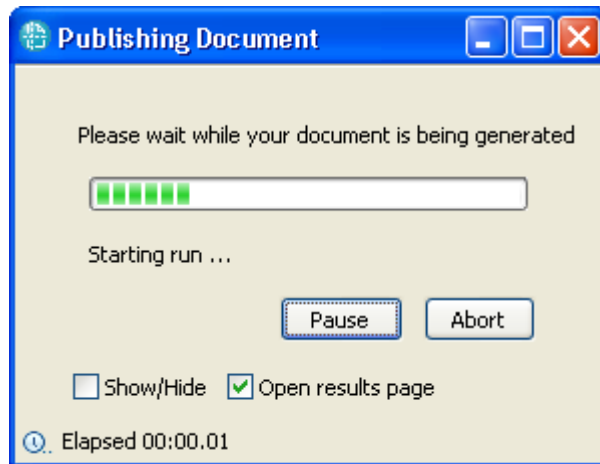 Publishing Document
Please wait while your document is being generated
Starting run ...
Pause Abort
Show/Hide Open results page
Elapsed 00:00.01